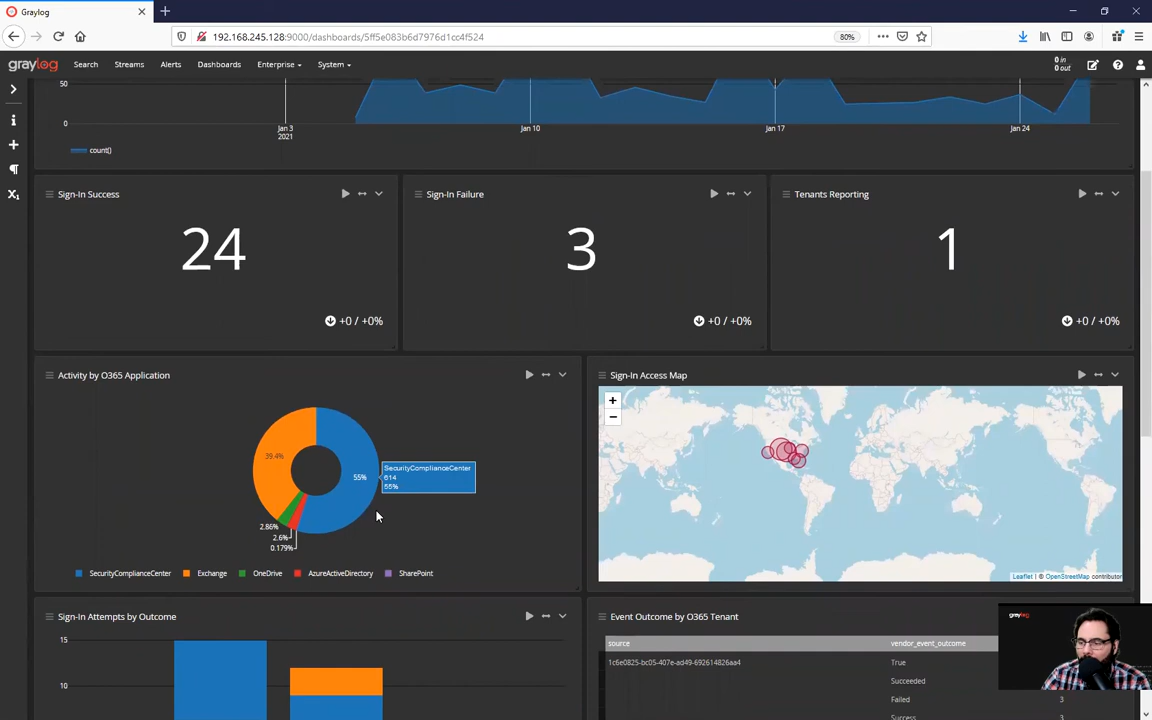 Graylog
192.168.245.128:9000/dashboards/5ff5e083b6d7976d1cc4f524
80%
graylog
Search
Streams
Alerts
Dashboards
Enterprise
System
0 in
0 out
50
0
Jan 3
2021
Jan 10
Jan 17
Jan 24
count()
Sign-In Success
24
+0 / +0%
Sign-In Failure
3
+0 / +0%
Tenants Reporting
1
+0 / +0%
Activity by O365 Application
39.4%
55%
SecurityComplianceCenter
614
55%
2.86%
2.6%
0.179%
SecurityComplianceCenter
Exchange
OneDrive
AzureActiveDirectory
SharePoint
Sign-In Access Map
+
−
Leaflet | © OpenStreetMap contributor
Sign-In Attempts by Outcome
15
10
Event Outcome by O365 Tenant
source
vendor_event_outcome
1c6e0825-bc05-407e-ad49-692614826aa4
True
Succeeded
Failed
3
Success
3
graylog